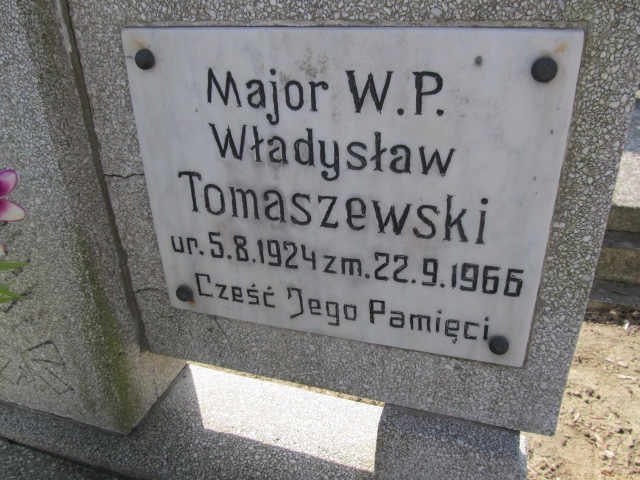 Major W.P.
Władysław
Tomaszewski
ur. 5.8.1924 zm. 22.9.1966
Cześć Jego Pamięci